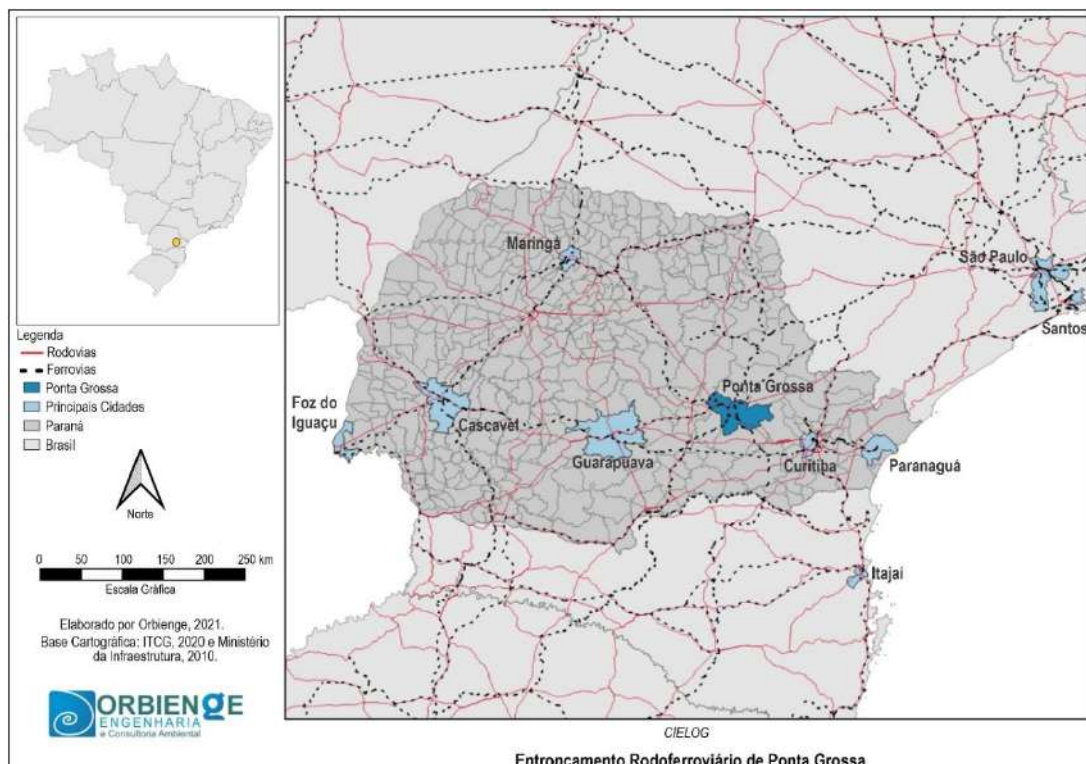 Legenda
Rodovias
Ferrovias
Ponta Grossa
Principais Cidades
Paraná
Brasil
Norte
0 50 100 150 200 250 km
Escala Gráfica
Elaborado por Orbienge, 2021.
Base Cartográfica: ITCG, 2020 e Ministério
da Infraestrutura, 2010.
ORBIENGE
ENGENHARIA
e Consultoria Ambiental
Maringá
São Paulo
Santos
Ponta Grossa
Foz do
Iguaçu
Cascavel
Guarapuava
Curitiba
Paranaguá
Itajaí
CIELOG
Entroncamento Rodoferroviário de Ponta Grossa